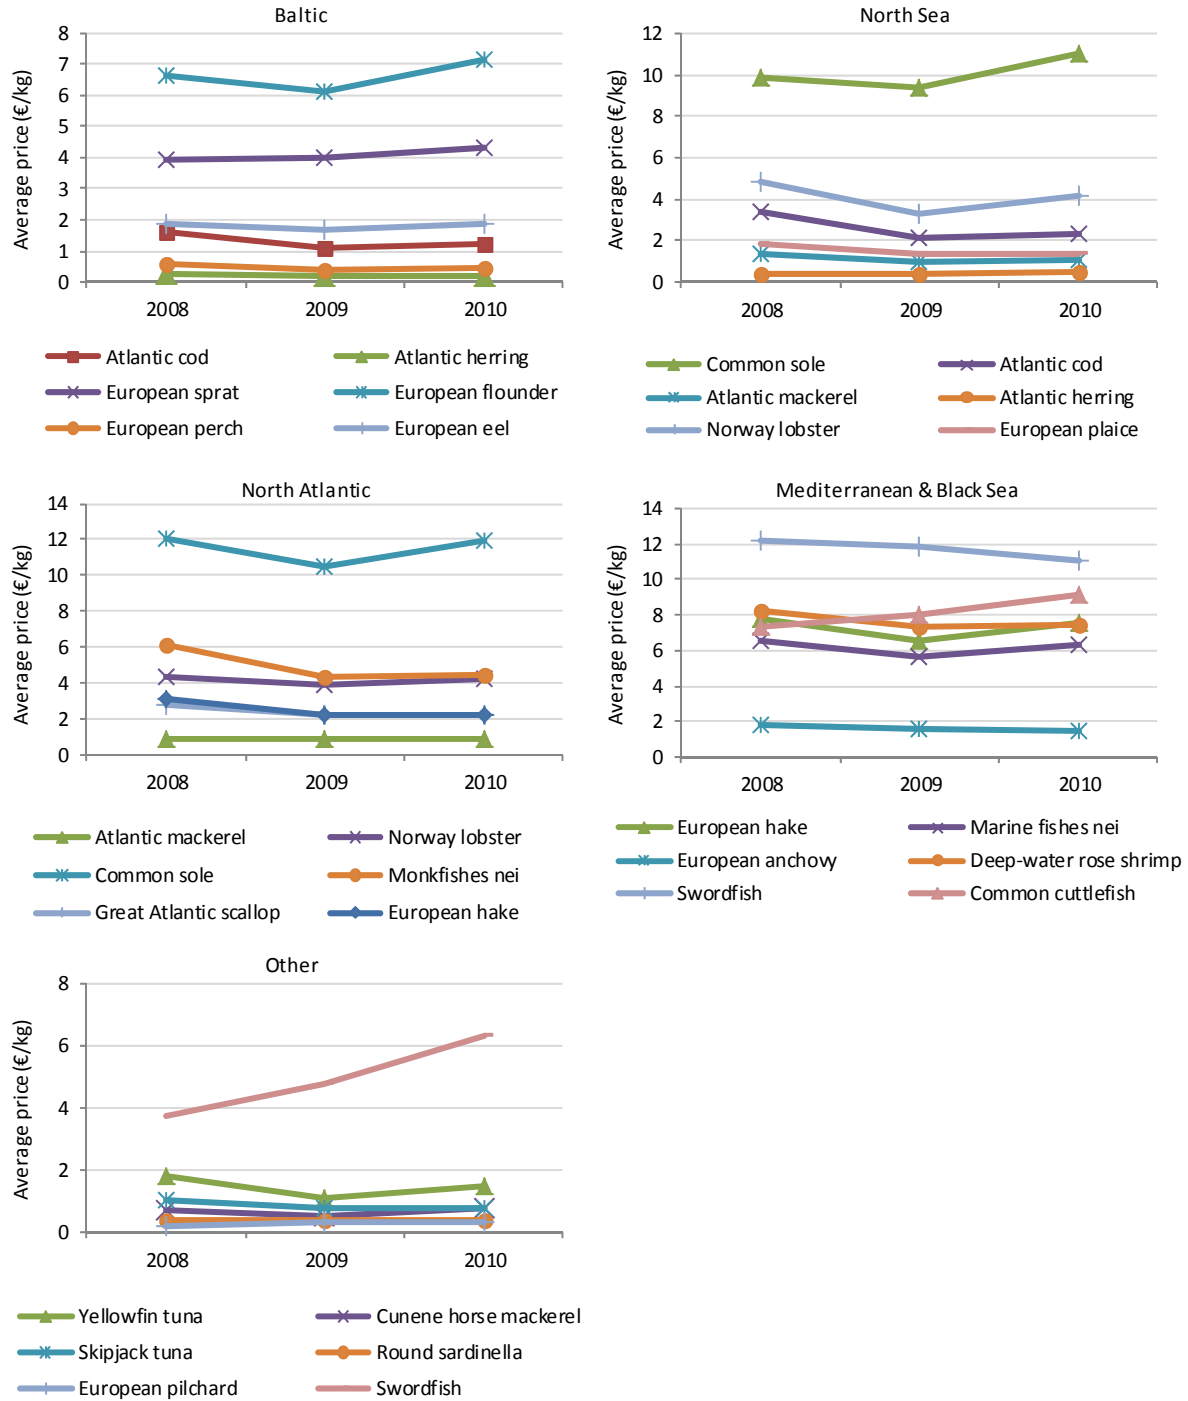 Baltic
Average price (€/kg)
8
7
6
5
4
3
2
1
0
2008 2009 2010
Atlantic cod Atlantic herring
European sprat European flounder
European perch European eel
North Sea
Average price (€/kg)
12
10
8
6
4
2
0
2008 2009 2010
Common sole Atlantic cod
Atlantic mackerel Atlantic herring
Norway lobster European plaice
North Atlantic
Average price (€/kg)
14
12
10
8
6
4
2
0
2008 2009 2010
Atlantic mackerel Norway lobster
Common sole Monkfishes nei
Great Atlantic scallop European hake
Mediterranean & Black Sea
Average price (€/kg)
14
12
10
8
6
4
2
0
2008 2009 2010
European hake Marine fishes nei
European anchovy Deep-water rose shrimp
Swordfish Common cuttlefish
Other
Average price (€/kg)
8
6
4
2
0
2008 2009 2010
Yellowfin tuna Cunene horse mackerel
Skipjack tuna Round sardinella
European pilchard Swordfish